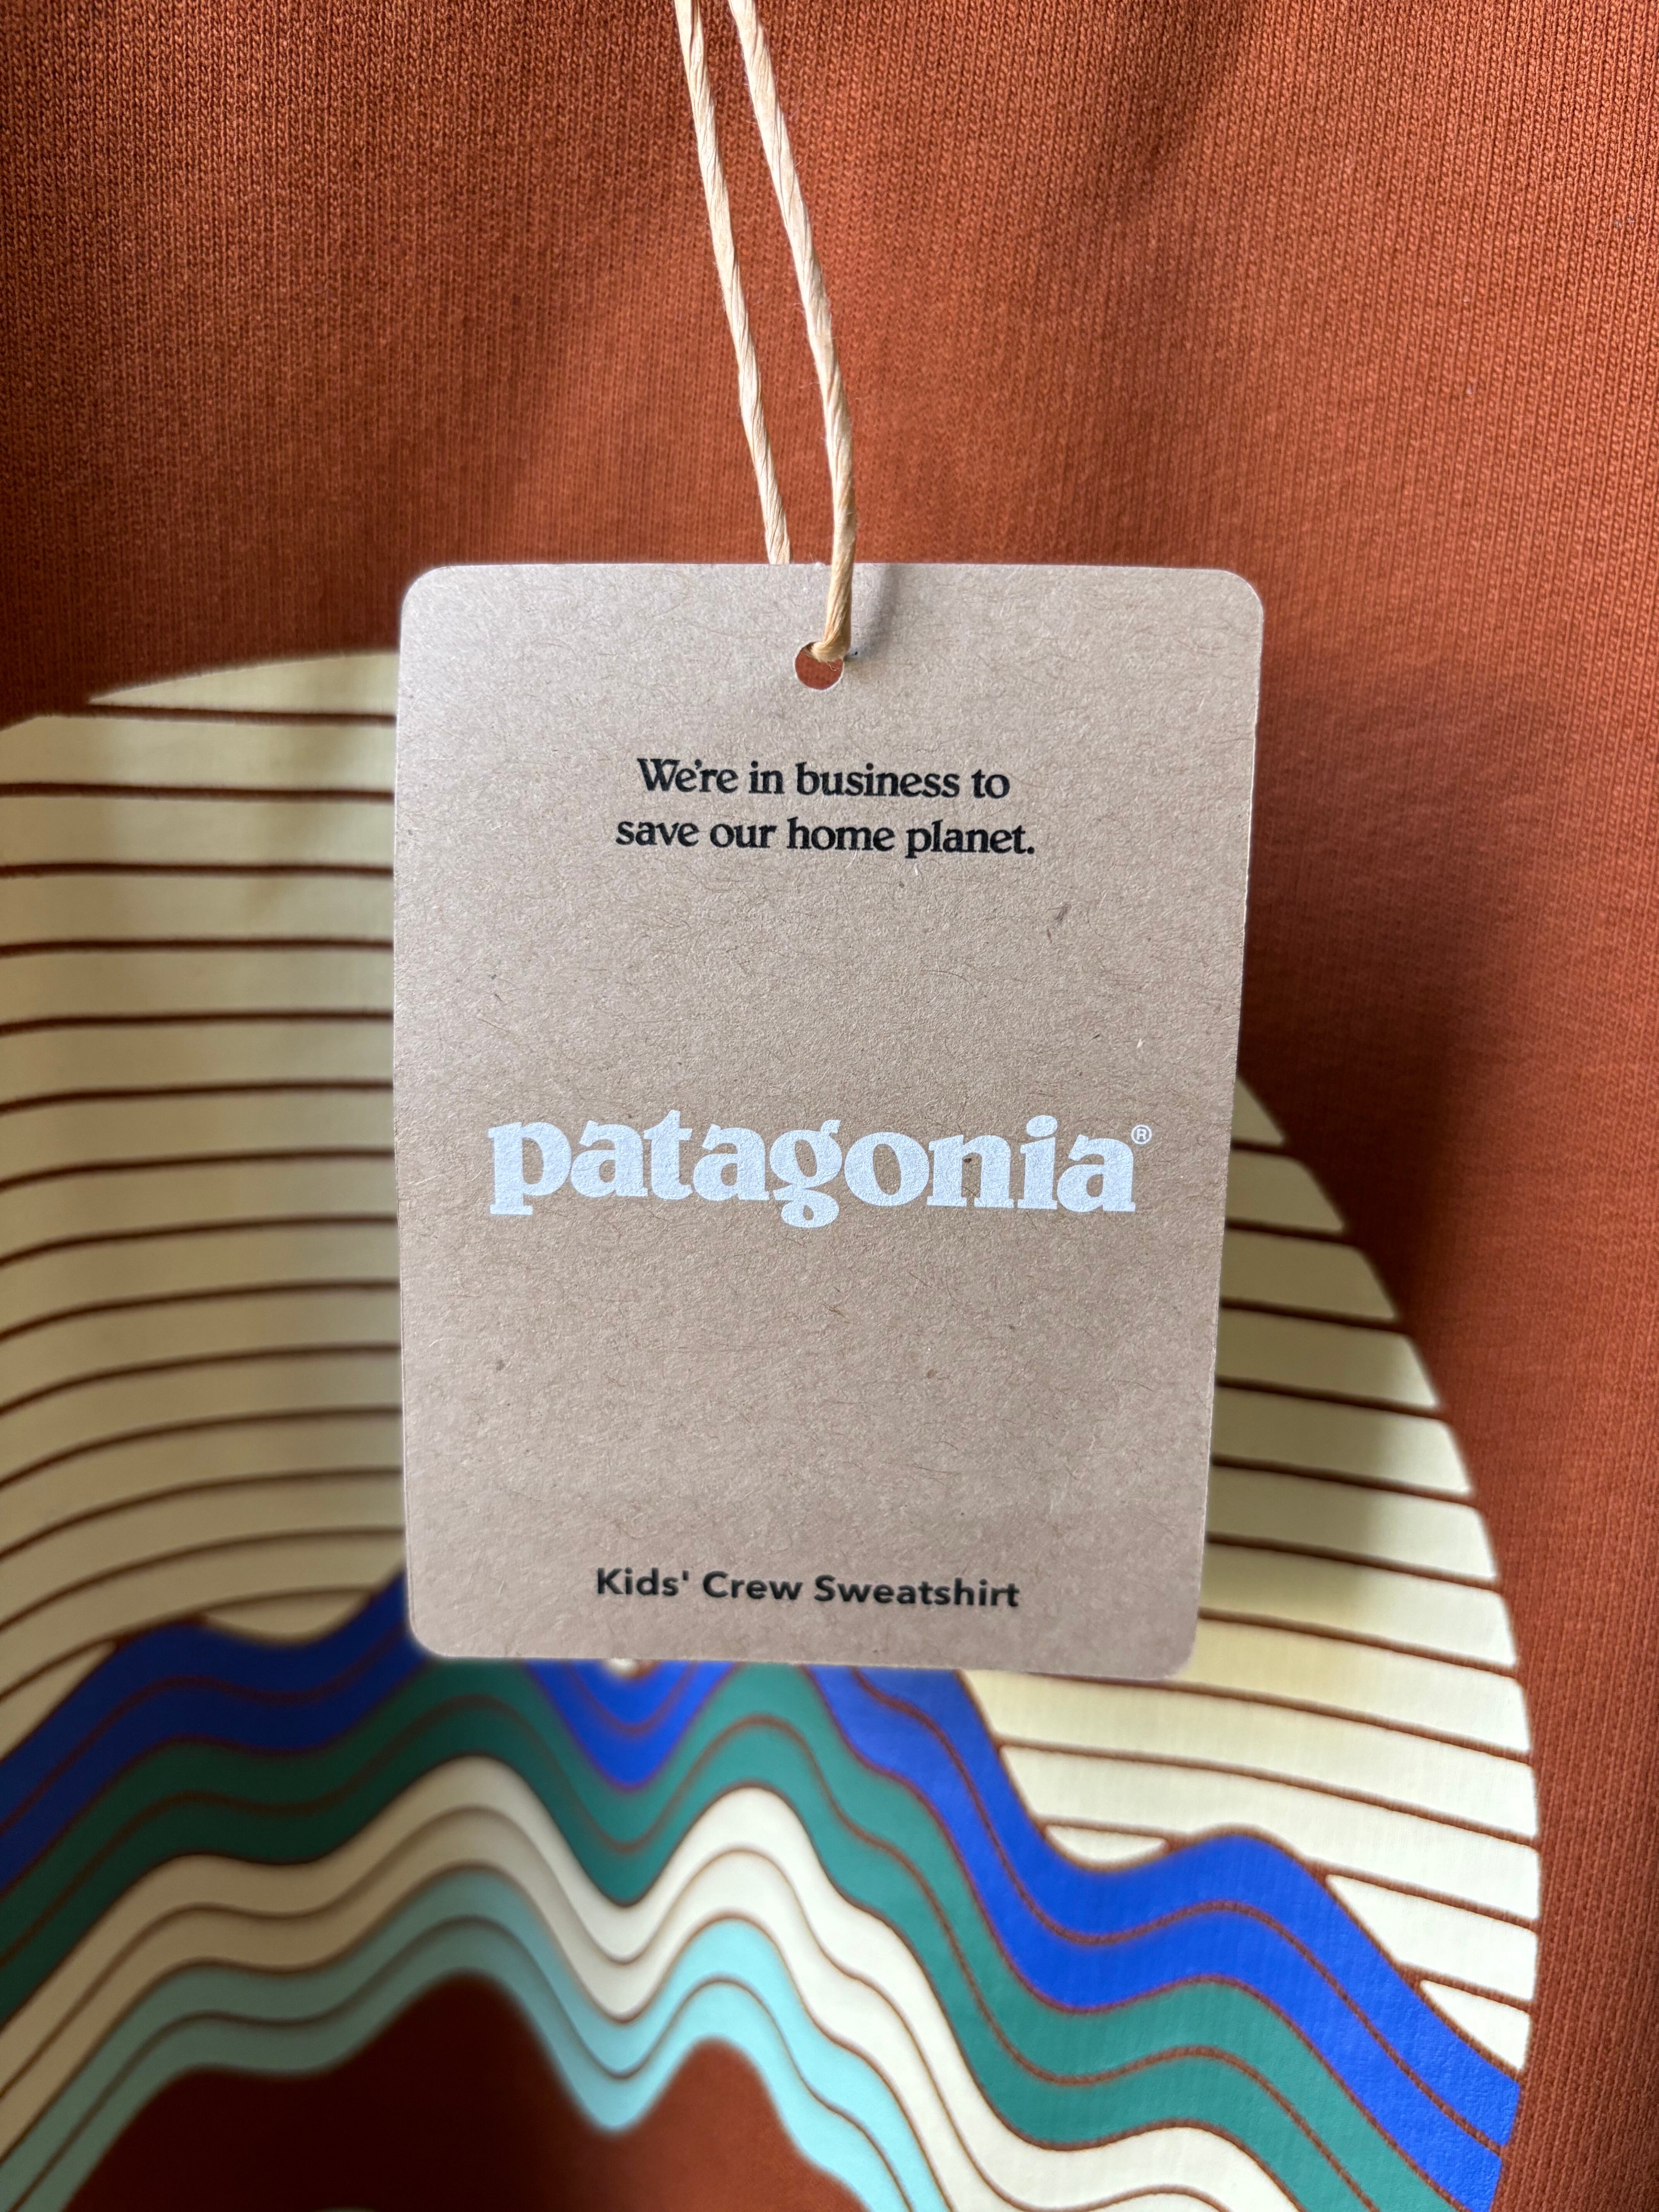 We're in business to
save our home planet.
patagonia®
Kids' Crew Sweatshirt